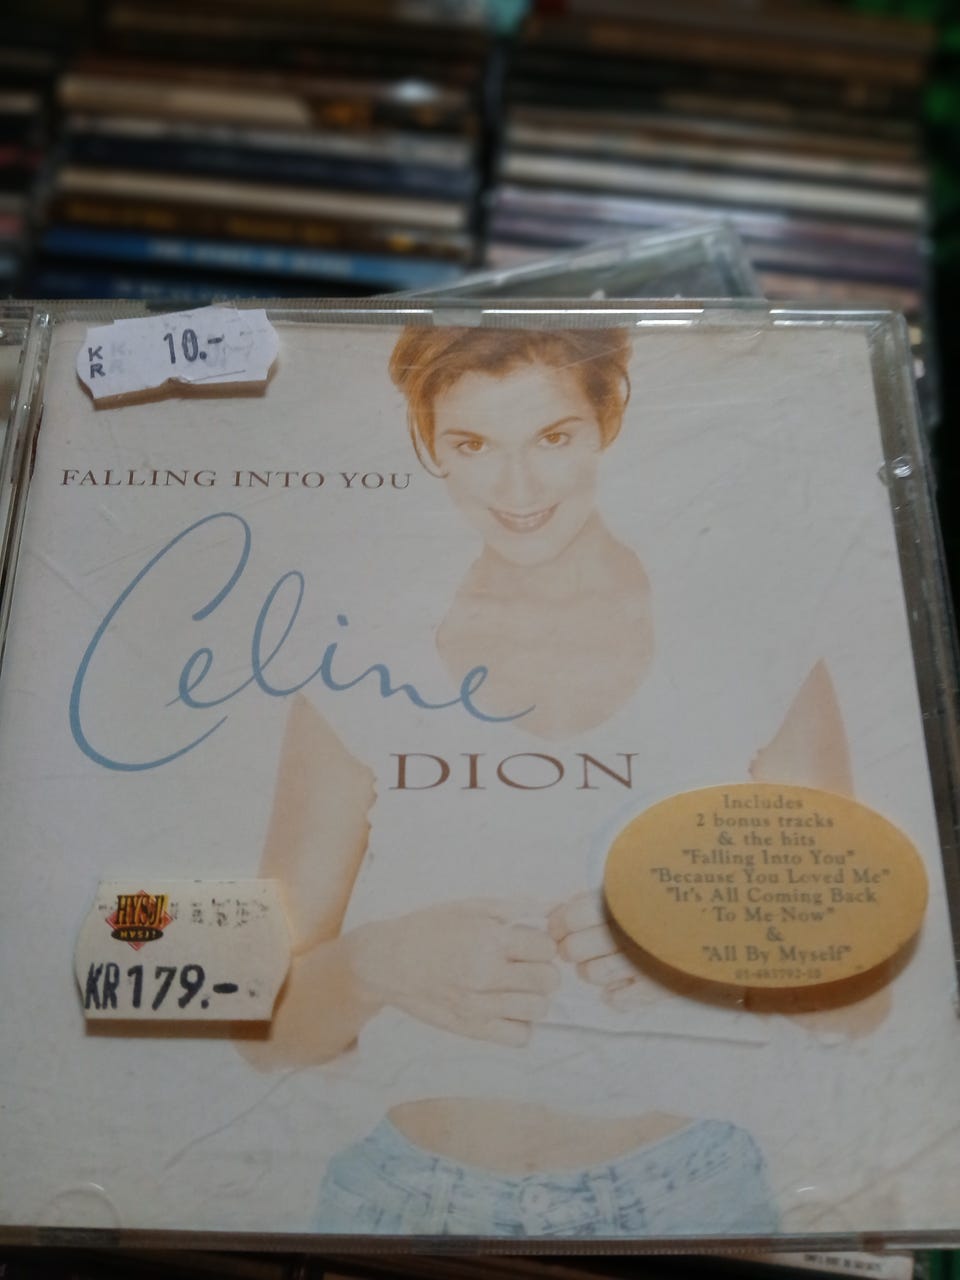 KR 10.-
FALLING INTO YOU
Celine
DION
Includes
2 bonus tracks
& the hits
"Falling Into You"
"Because You Loved Me"
"It's All Coming Back
To Me Now"
&
"All By Myself"
HYSJ!
HYSJ!
KR 179.-